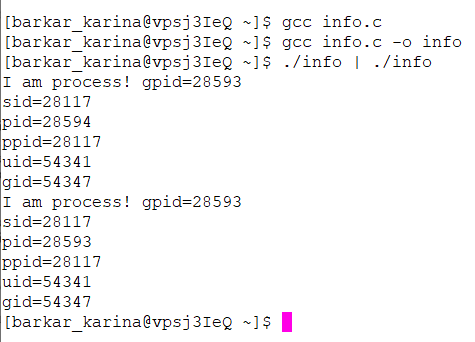 [barkar_karina@vpsj3IeQ ~]$ gcc info.c
[barkar_karina@vpsj3IeQ ~]$ gcc info.c -o info
[barkar_karina@vpsj3IeQ ~]$ ./info | ./info
I am process! gpid=28593
sid=28117
pid=28594
ppid=28117
uid=54341
gid=54347
I am process! gpid=28593
sid=28117
pid=28593
ppid=28117
uid=54341
gid=54347
[barkar_karina@vpsj3IeQ ~]$